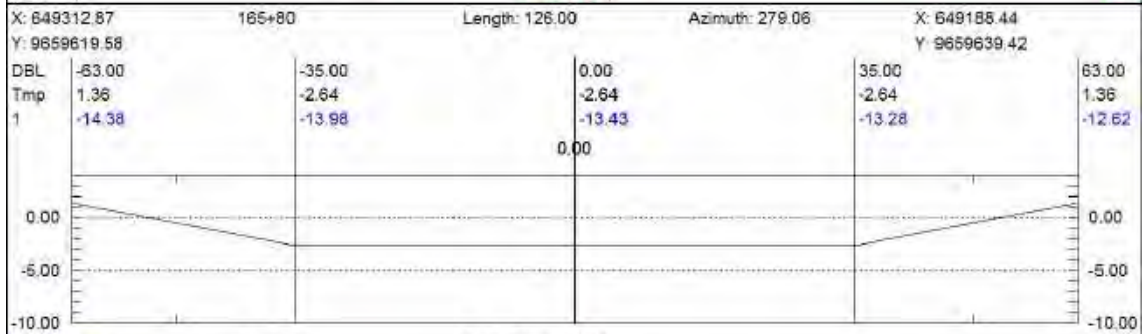 X: 649312.87 165+80 Length: 126.00 Azimuth: 279.06 X: 649188.44
Y: 9659619.58 Y: 9659639.42
DBL -63.00 -35.00 0.00 35.00 63.00
Tmp 1.36 -2.64 -2.64 -2.64 1.36
1 -14.38 -13.98 -13.43 -13.28 -12.62
0.00
0.00 0.00
-5.00 -5.00
-10.00 -10.00